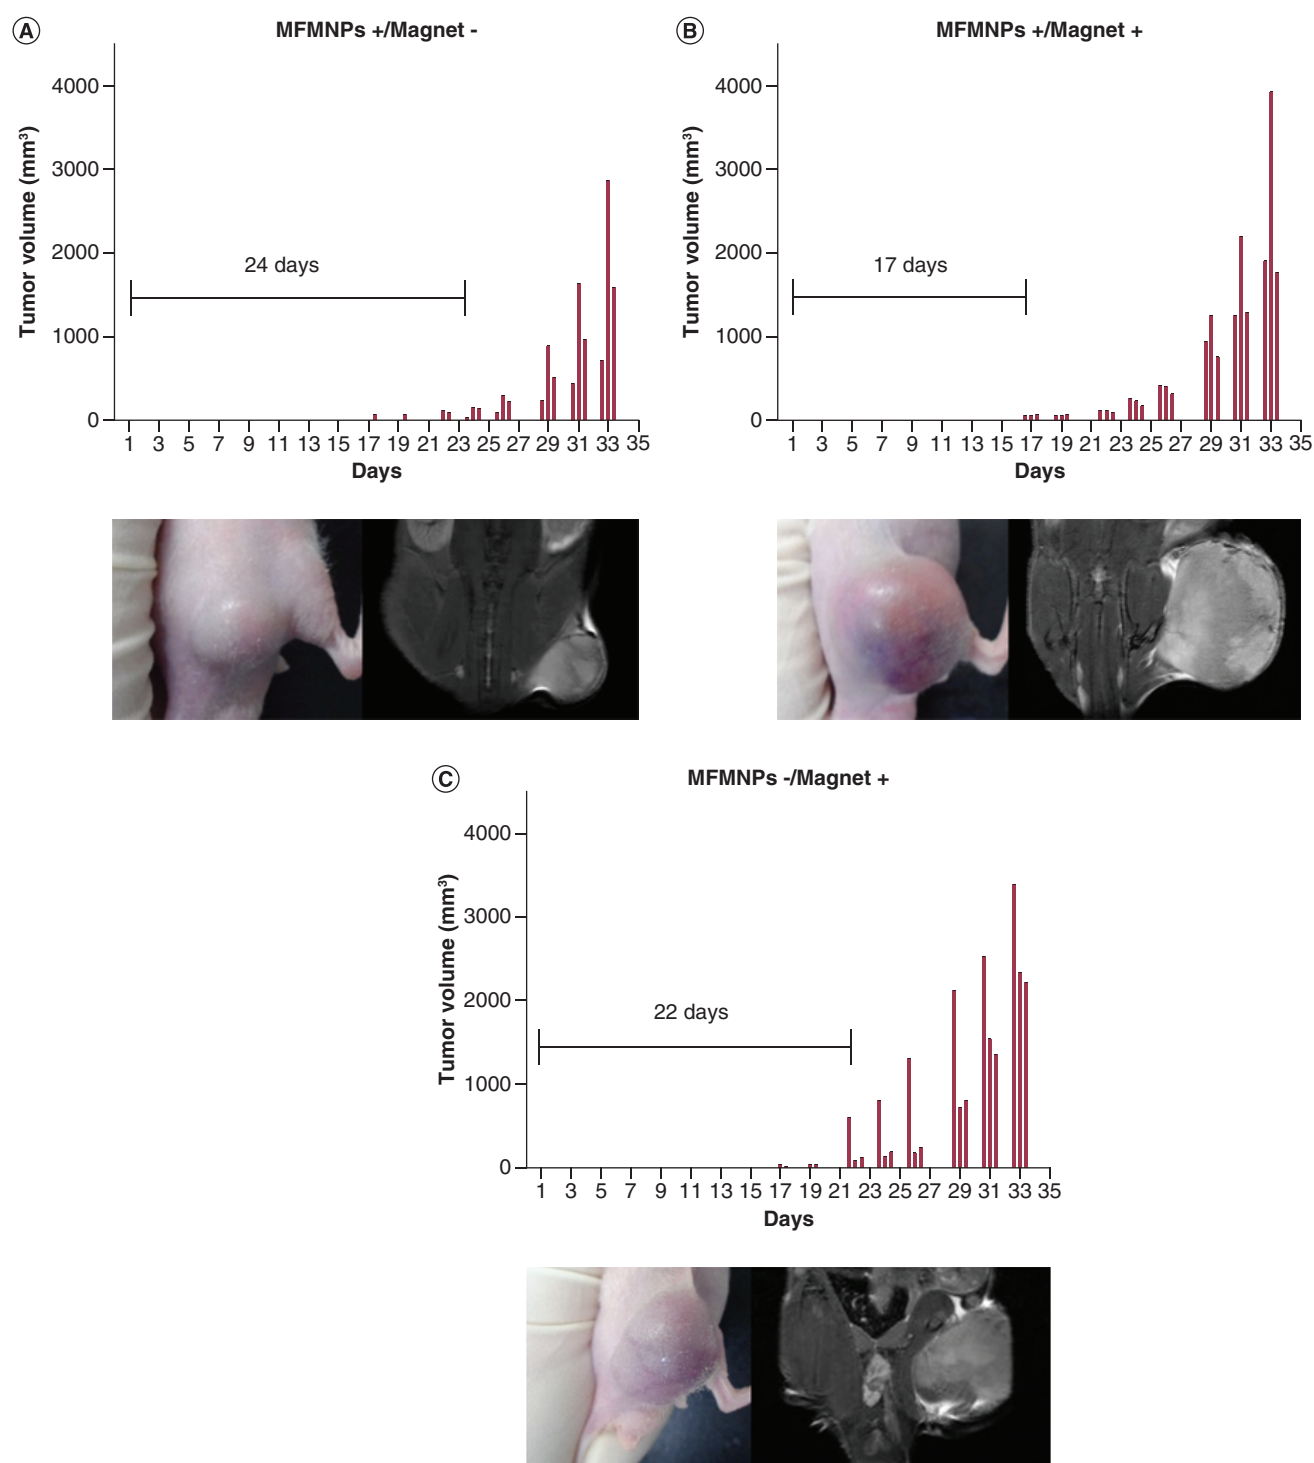 A MFMNPs +/Magnet -
Tumor volume (mm³)
4000
3000
2000
1000
0
24 days
1 3 5 7 9 11 13 15 17 19 21 23 25 27 29 31 33 35
Days
B MFMNPs +/Magnet +
Tumor volume (mm³)
4000
3000
2000
1000
0
17 days
1 3 5 7 9 11 13 15 17 19 21 23 25 27 29 31 33 35
Days
C MFMNPs -/Magnet +
Tumor volume (mm³)
4000
3000
2000
1000
0
22 days
1 3 5 7 9 11 13 15 17 19 21 23 25 27 29 31 33 35
Days